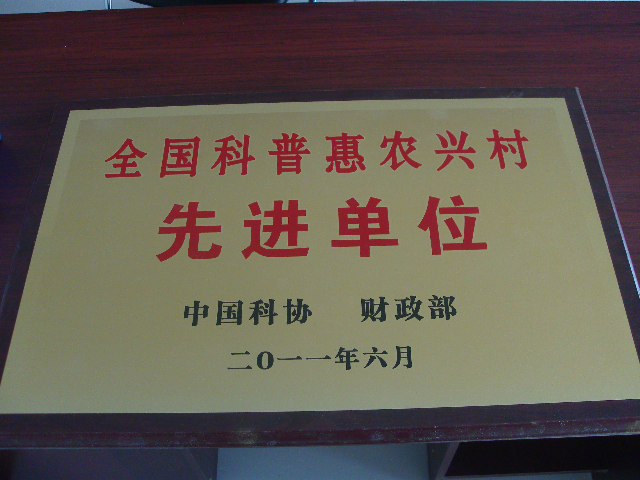 全国科普惠农兴村
先进单位
中国科协 财政部
二〇一一年六月